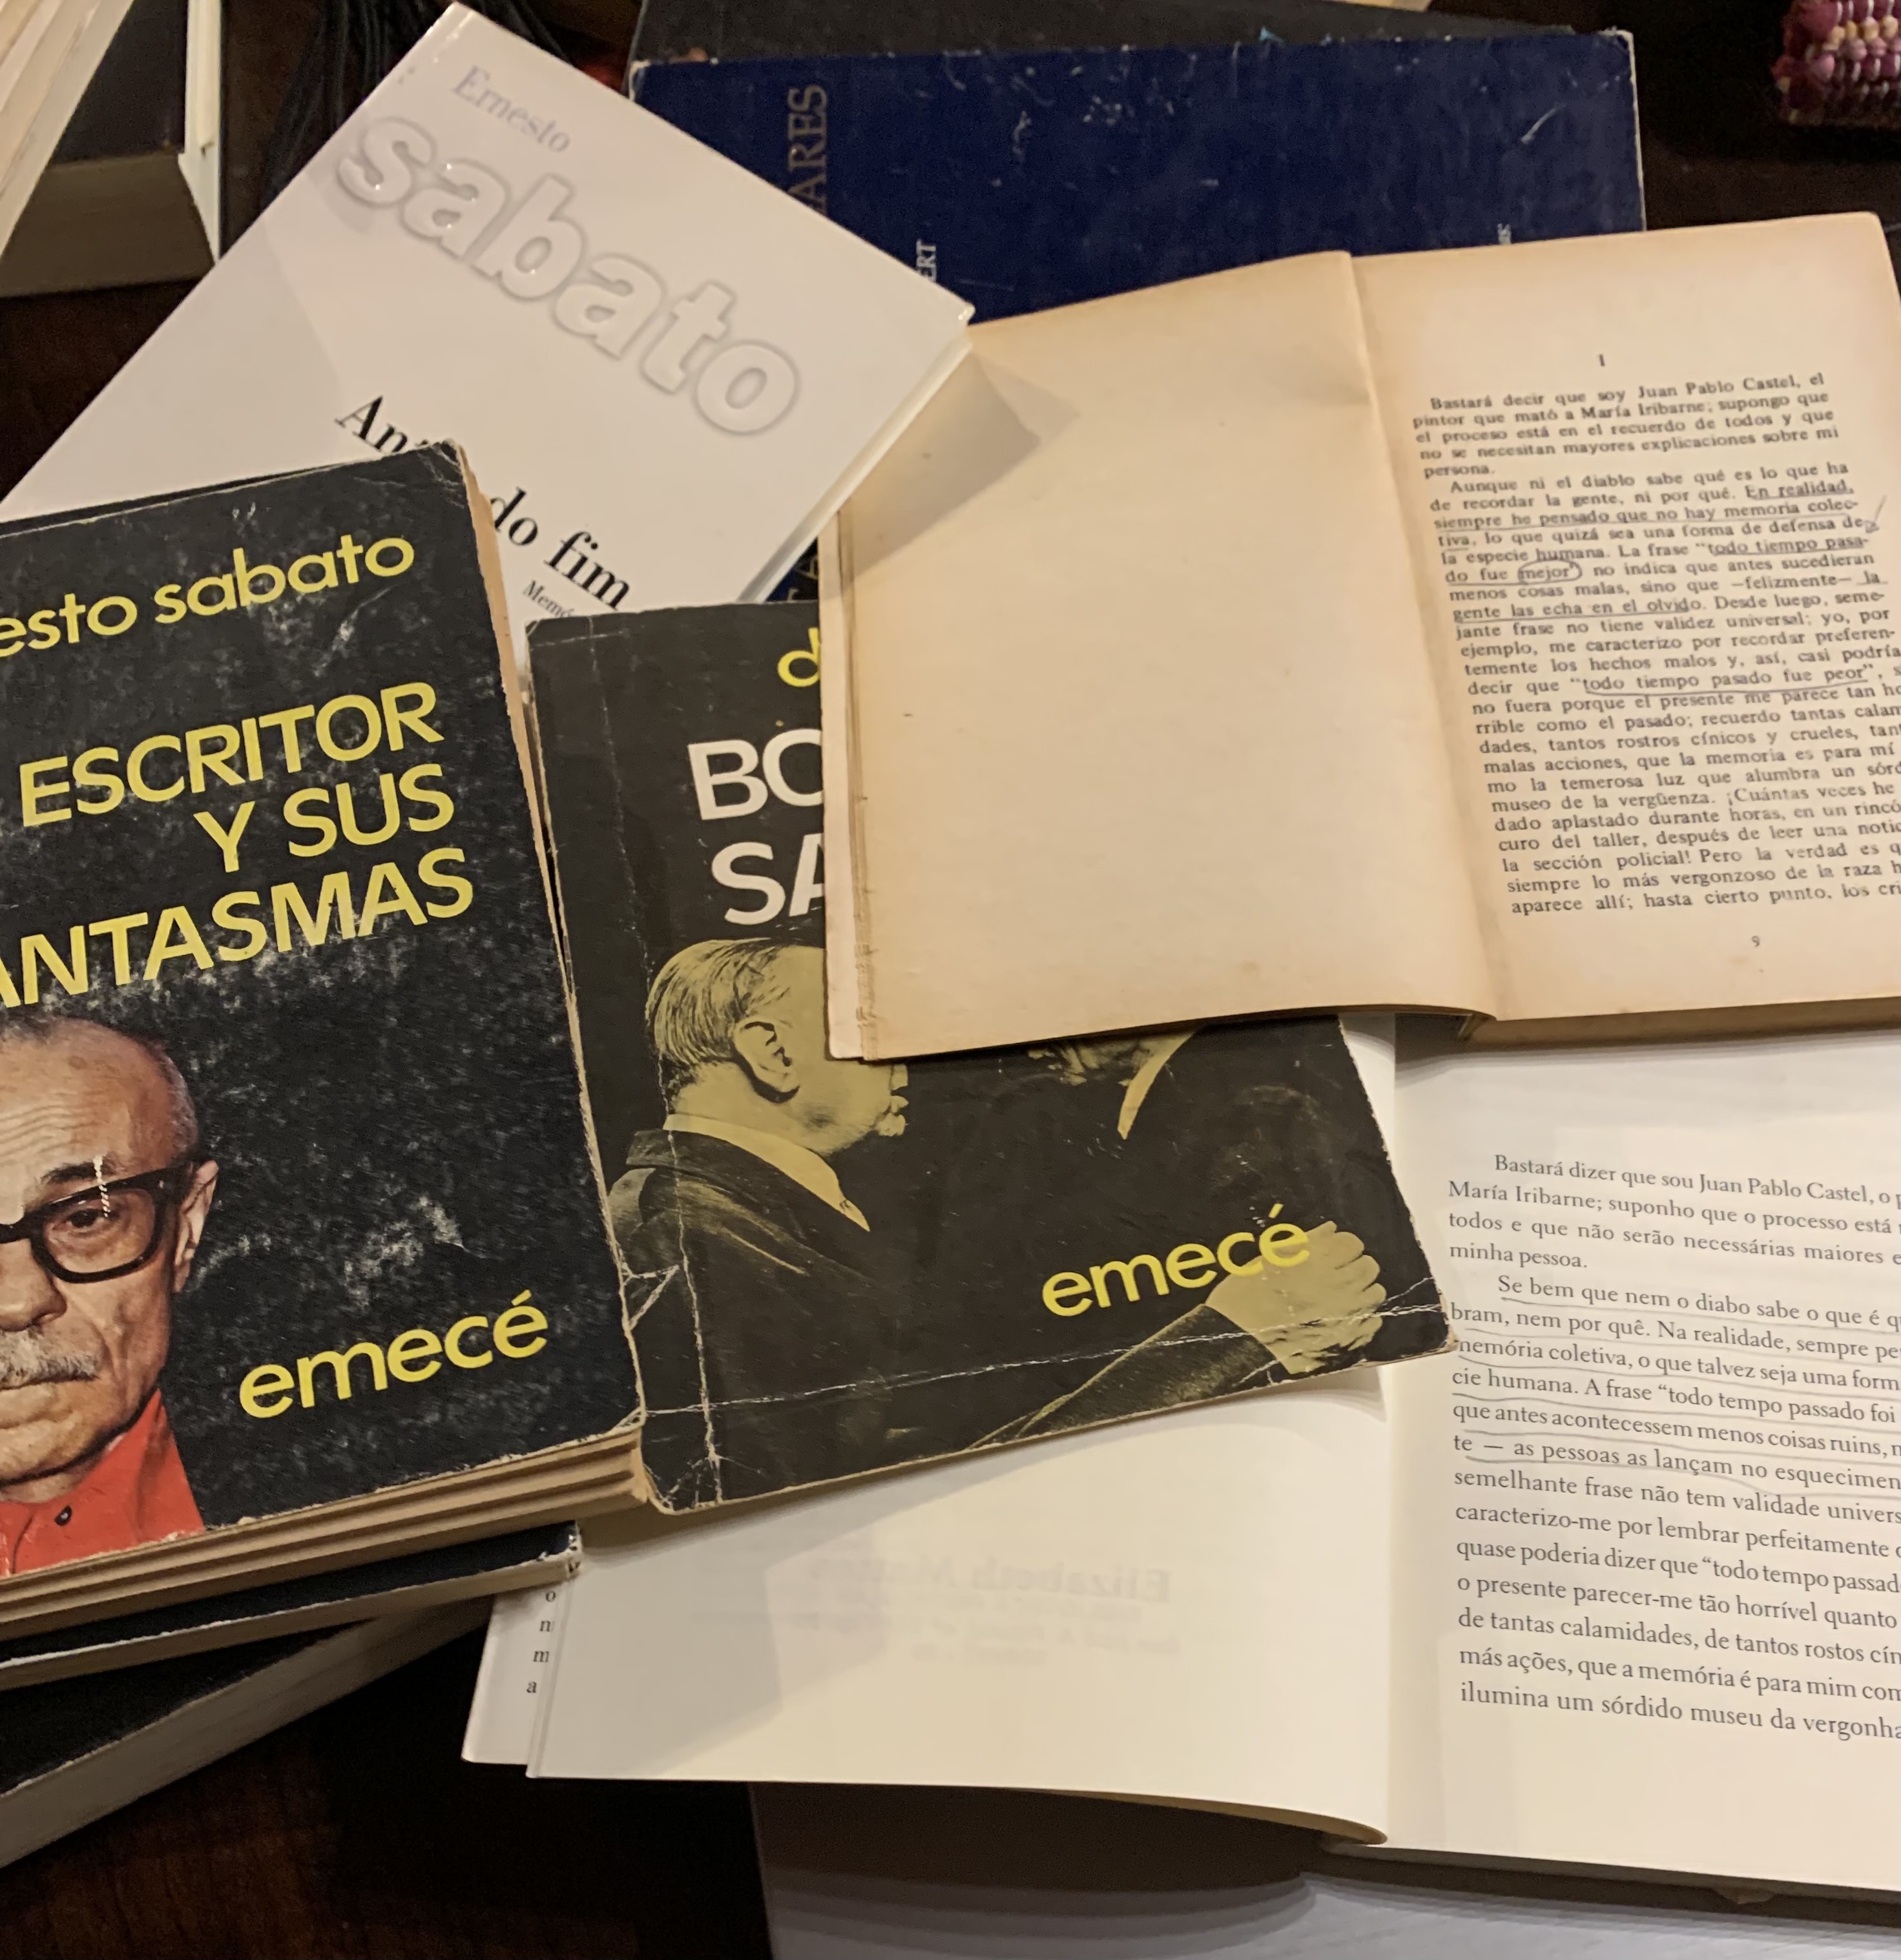 Ernesto
sabato
do fim
ARES
ERT
esto sabato
ESCRITOR
Y SUS
ANTASMAS
emecé
BO
SA
emecé
I
Bastará decir que soy Juan Pablo Castel, el
pintor que mató a María Iribarne; supongo que
el proceso está en el recuerdo de todos y que
no se necesitan mayores explicaciones sobre mi
persona.
Aunque ni el diablo sabe qué es lo que ha
de recordar la gente, ni por qué. En realidad,
siempre he pensado que no hay memoria colec-
tiva, lo que quizá sea una forma de defensa de
la especie humana. La frase "todo tiempo pasa-
do fue mejor" no indica que antes sucedieran
menos cosas malas, sino que —felizmente— la
gente las echa en el olvido. Desde luego, seme-
jante frase no tiene validez universal; yo, por
ejemplo, me caracterizo por recordar preferen-
temente los hechos malos y, así, casi podría
decir que "todo tiempo pasado fue peor", s
no fuera porque el presente me parece tan ho
rrible como el pasado; recuerdo tantas calam
dades, tantos rostros cínicos y crueles, tant
malas acciones, que la memoria es para mí
mo la temerosa luz que alumbra un sórd
museo de la vergüenza. ¡Cuántas veces he
dado aplastado durante horas, en un rincó
curo del taller, después de leer una notic
la sección policial! Pero la verdad es q
siempre lo más vergonzoso de la raza h
aparece allí; hasta cierto punto, los cri
9
Bastará dizer que sou Juan Pablo Castel, o p
María Iribarne; suponho que o processo está
todos e que não serão necessárias maiores e
minha pessoa.
Se bem que nem o diabo sabe o que é q
bram, nem por quê. Na realidade, sempre pe
memória coletiva, o que talvez seja uma form
cie humana. A frase “todo tempo passado foi
que antes acontecessem menos coisas ruins, m
te — as pessoas as lançam no esquecimen
semelhante frase não tem validade univers
caracterizo-me por lembrar perfeitamente o
quase poderia dizer que “todo tempo passad
o presente parecer-me tão horrível quanto
de tantas calamidades, de tantos rostos cín
más ações, que a memória é para mim com
ilumina um sórdido museu da vergonha
o
n
m
a